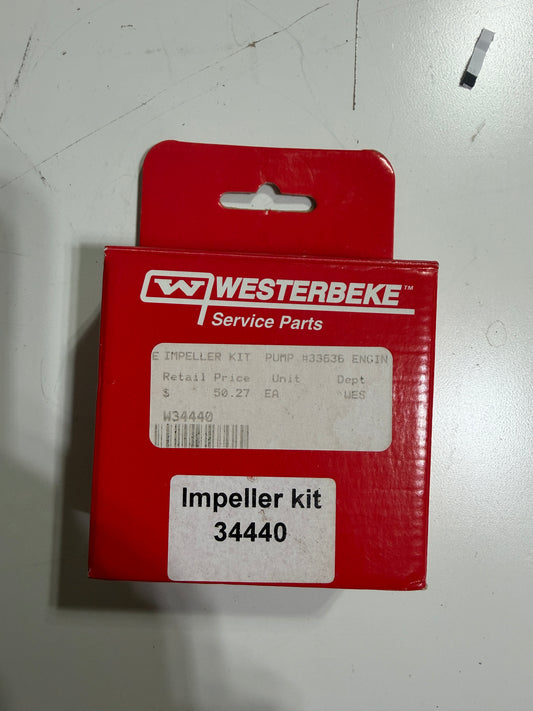 W WESTERBEKE™
Service Parts
E IMPELLER KIT PUMP #33636 ENGIN
Retail Price Unit Dept
$ 50.27 EA WES
W34440
Impeller kit
34440